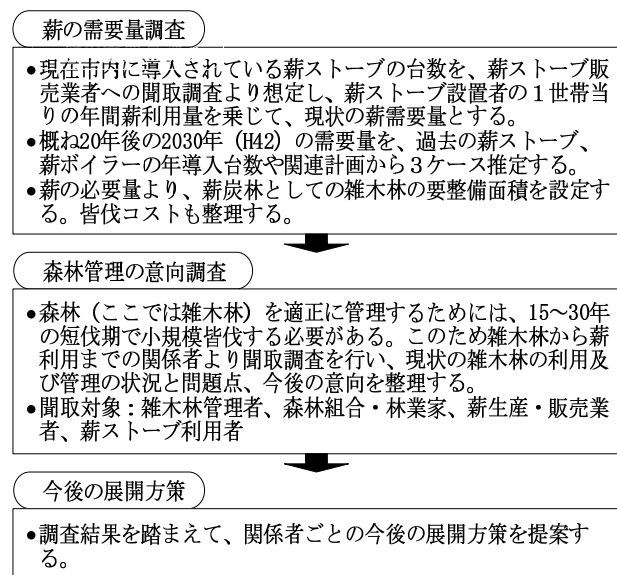 薪の需要量調査
●現在市内に導入されている薪ストーブの台数を、薪ストーブ販
売業者への聞取調査より想定し、薪ストーブ設置者の１世帯当
りの年間薪利用量を乗じて、現状の薪需要量とする。
●概ね20年後の2030年（H42）の需要量を、過去の薪ストーブ、
薪ボイラーの年導入台数や関連計画から３ケース推定する。
●薪の必要量より、薪炭林としての雑木林の要整備面積を設定す
る。皆伐コストも整理する。
森林管理の意向調査
●森林（ここでは雑木林）を適正に管理するためには、15～30年
の短伐期で小規模皆伐する必要がある。このため雑木林から薪
利用までの関係者より聞取調査を行い、現状の雑木林の利用及
び管理の状況と問題点、今後の意向を整理する。
●聞取対象：雑木林管理者、森林組合・林業家、薪生産・販売業
者、薪ストーブ利用者
今後の展開方策
●調査結果を踏まえて、関係者ごとの今後の展開方策を提案す
る。